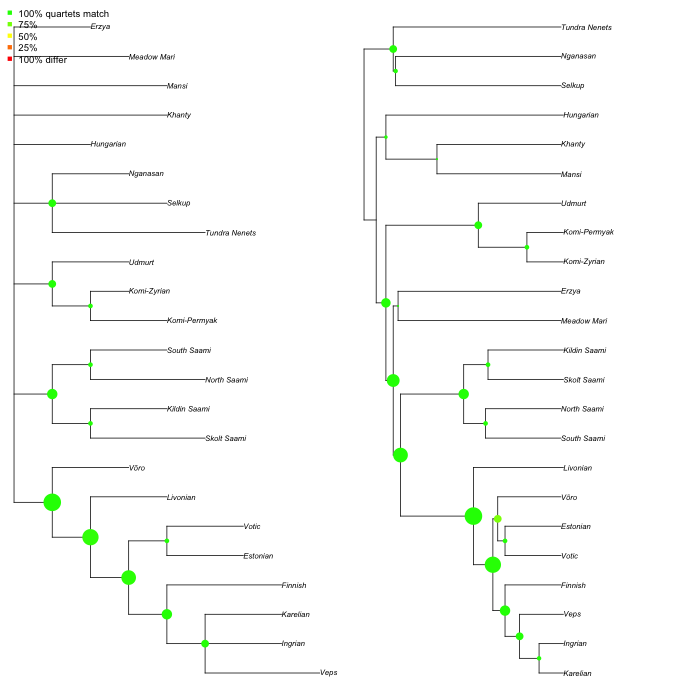 100% quartets match
75%
50%
25%
100% differ
Erzya
Meadow Mari
Mansi
Khanty
Hungarian
Nganasan
Selkup
Tundra Nenets
Udmurt
Komi-Zyrian
Komi-Permyak
South Saami
North Saami
Kildin Saami
Skolt Saami
Võro
Livonian
Votic
Estonian
Finnish
Karelian
Ingrian
Veps
Tundra Nenets
Nganasan
Selkup
Hungarian
Khanty
Mansi
Udmurt
Komi-Permyak
Komi-Zyrian
Erzya
Meadow Mari
Kildin Saami
Skolt Saami
North Saami
South Saami
Livonian
Võro
Estonian
Votic
Finnish
Veps
Ingrian
Karelian